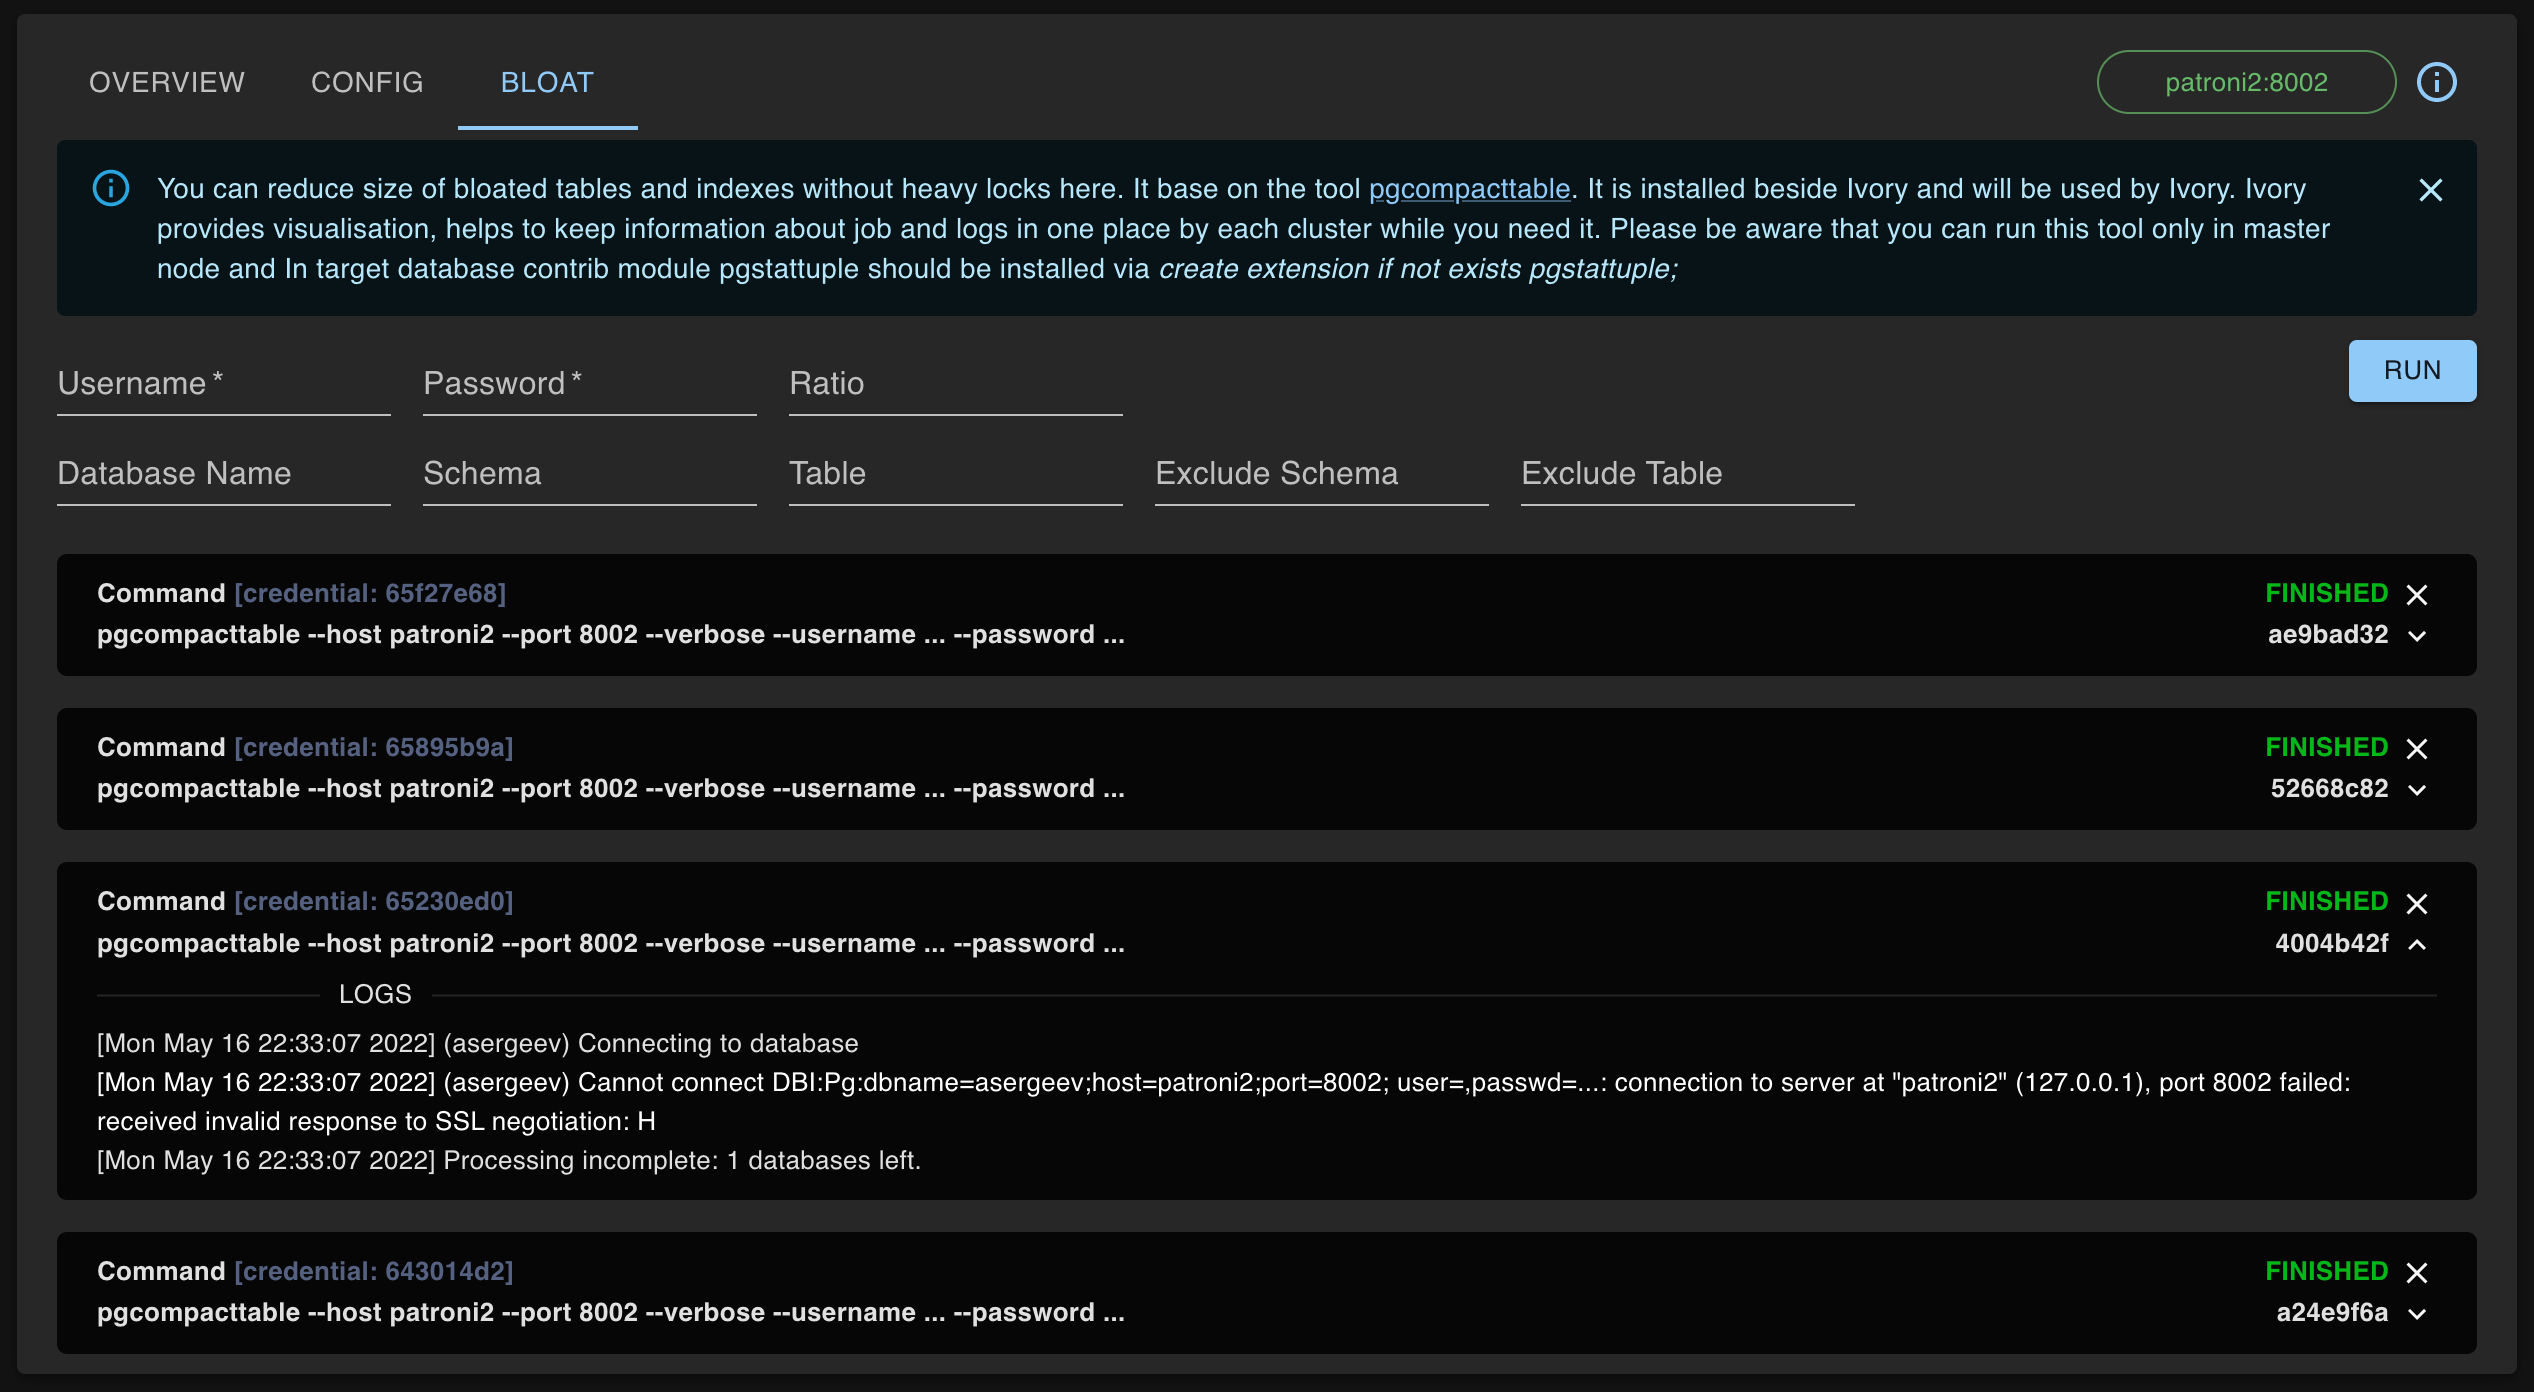 OVERVIEW CONFIG BLOAT patroni2:8002
You can reduce size of bloated tables and indexes without heavy locks here. It base on the tool pgcompacttable. It is installed beside Ivory and will be used by Ivory. Ivory
provides visualisation, helps to keep information about job and logs in one place by each cluster while you need it. Please be aware that you can run this tool only in master
node and In target database contrib module pgstattuple should be installed via create extension if not exists pgstattuple;
Username * Password * Ratio RUN
Database Name Schema Table Exclude Schema Exclude Table
Command [credential: 65f27e68] FINISHED
pgcompacttable --host patroni2 --port 8002 --verbose --username ... --password ... ae9bad32
Command [credential: 65895b9a] FINISHED
pgcompacttable --host patroni2 --port 8002 --verbose --username ... --password ... 52668c82
Command [credential: 65230ed0] FINISHED
pgcompacttable --host patroni2 --port 8002 --verbose --username ... --password ... 4004b42f
LOGS
[Mon May 16 22:33:07 2022] (asergeev) Connecting to database
[Mon May 16 22:33:07 2022] (asergeev) Cannot connect DBI:Pg:dbname=asergeev;host=patroni2;port=8002; user=,passwd=...: connection to server at "patroni2" (127.0.0.1), port 8002 failed:
received invalid response to SSL negotiation: H
[Mon May 16 22:33:07 2022] Processing incomplete: 1 databases left.
Command [credential: 643014d2] FINISHED
pgcompacttable --host patroni2 --port 8002 --verbose --username ... --password ... a24e9f6a